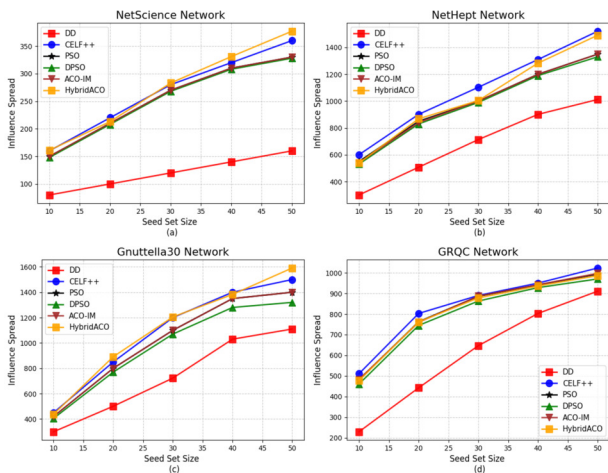 NetScience Network
Influence Spread
350
300
250
200
150
100
DD
CELF++
PSO
DPSO
ACO-IM
HybridACO
10 15 20 25 30 35 40 45 50
Seed Set Size
(a)
NetHept Network
Influence Spread
1400
1200
1000
800
600
400
DD
CELF++
PSO
DPSO
ACO-IM
HybridACO
10 15 20 25 30 35 40 45 50
Seed Set Size
(b)
Gnuttella30 Network
Influence Spread
1600
1400
1200
1000
800
600
400
DD
CELF++
PSO
DPSO
ACO-IM
HybridACO
10 15 20 25 30 35 40 45 50
Seed Set Size
(c)
GRQC Network
Influence Spread
1000
900
800
700
600
500
400
300
200
DD
CELF++
PSO
DPSO
ACO-IM
HybridACO
10 15 20 25 30 35 40 45 50
Seed Set Size
(d)